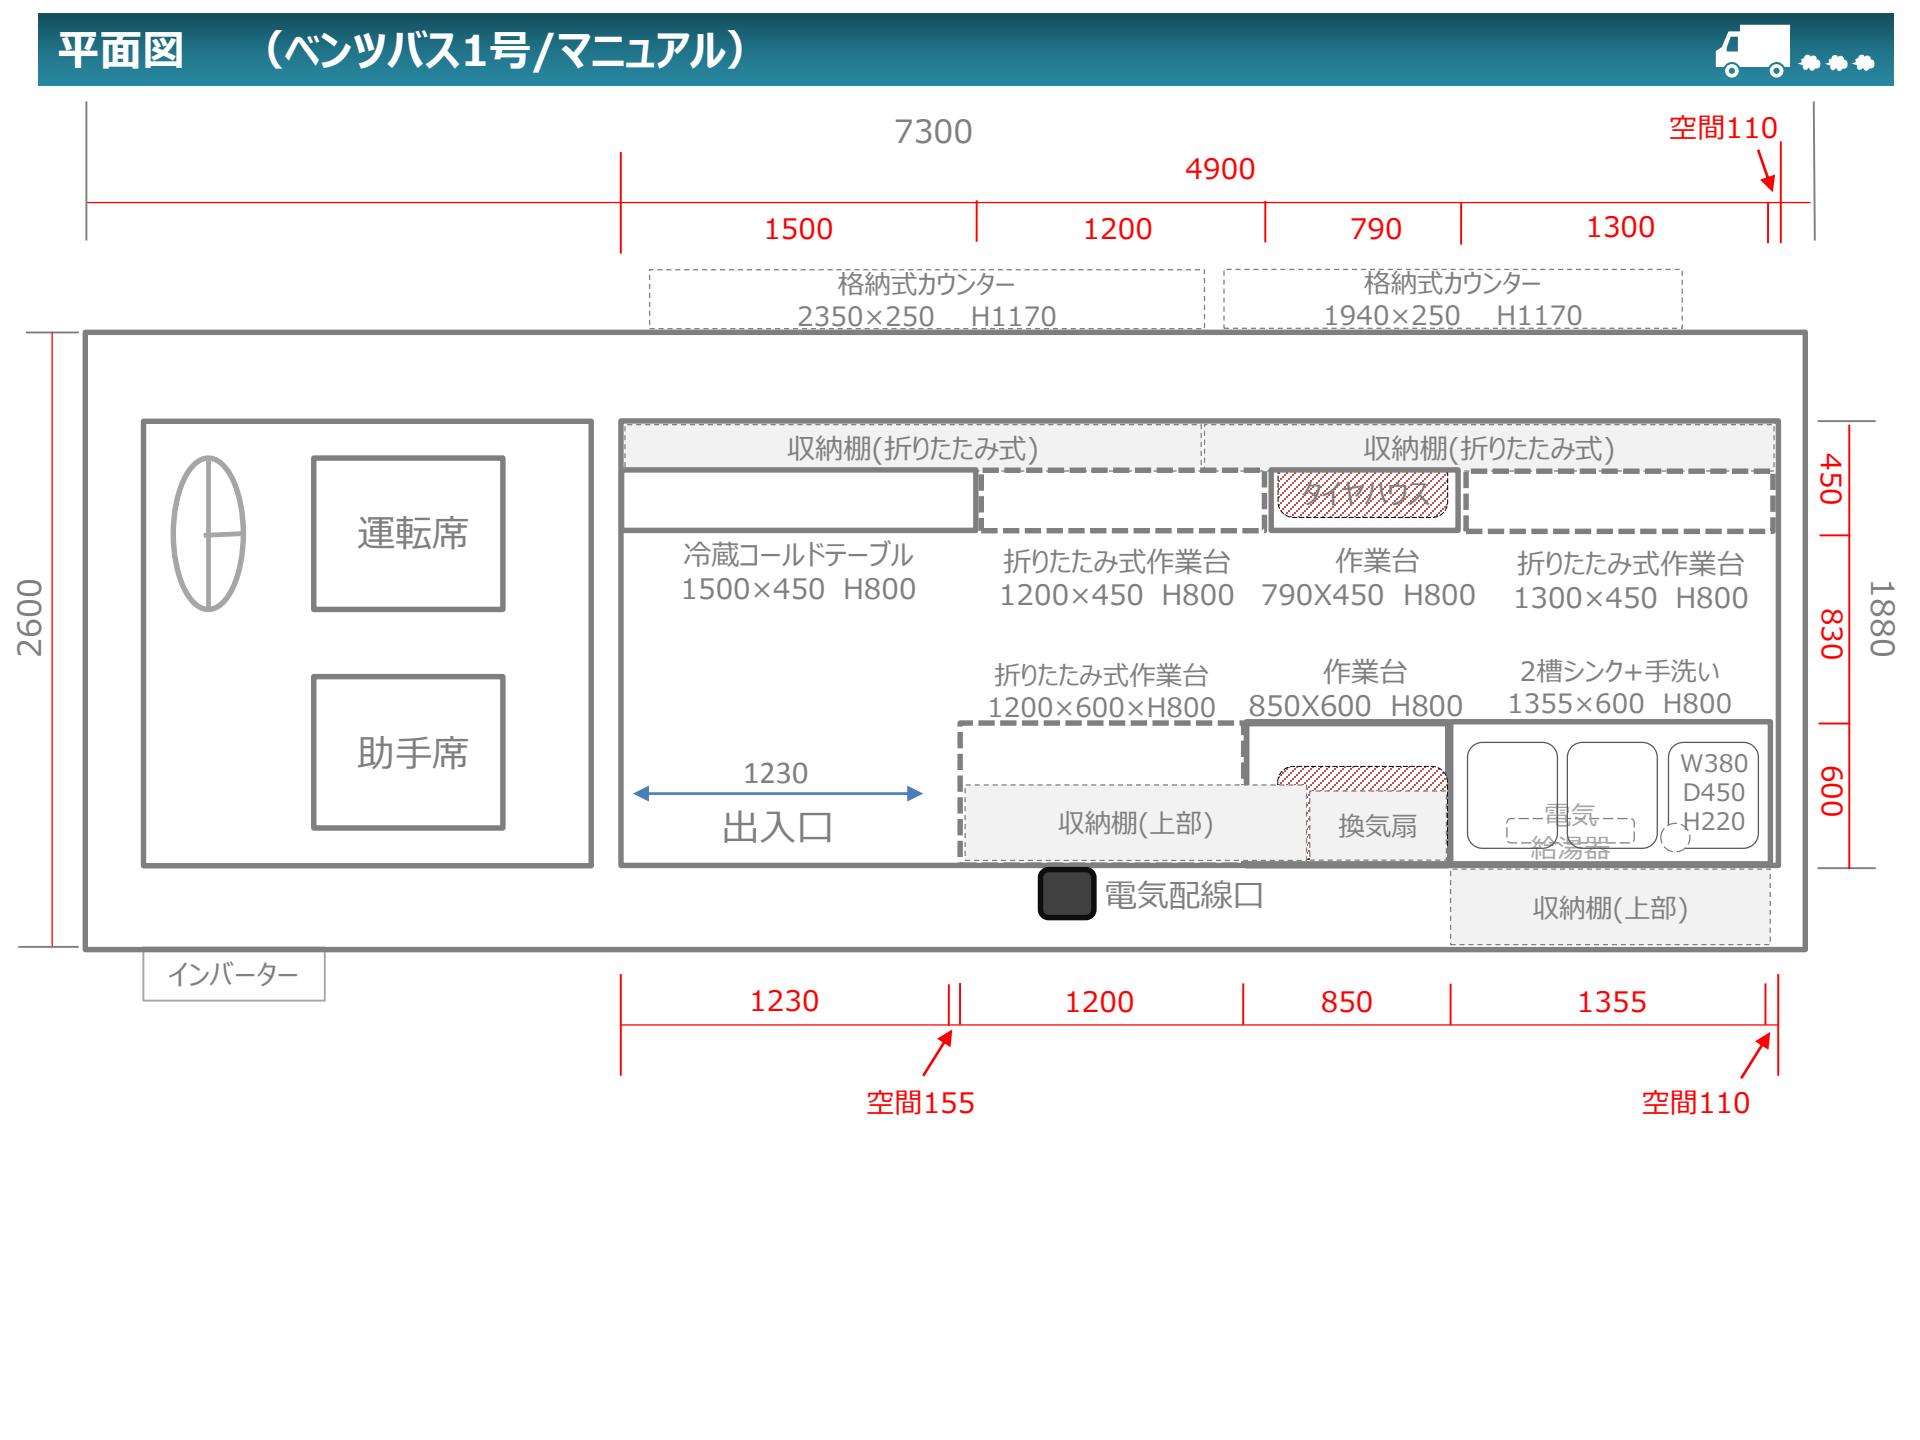 平面図　（ベンツバス1号/マニュアル）
7300
空間110
4900
1500
1200
790
1300
格納式カウンター
2350×250　H1170
格納式カウンター
1940×250　H1170
収納棚(折りたたみ式)
収納棚(折りたたみ式)
タイヤハウス
運転席
助手席
冷蔵コールドテーブル
1500×450 H800
折りたたみ式作業台
1200×450 H800
作業台
790X450 H800
折りたたみ式作業台
1300×450 H800
450
830
600
1880
2600
折りたたみ式作業台
1200×600×H800
作業台
850X600 H800
2槽シンク+手洗い
1355×600 H800
1230
出入口
収納棚(上部)
換気扇
電気
給湯器
W380
D450
H220
電気配線口
収納棚(上部)
インバーター
1230
1200
850
1355
空間155
空間110